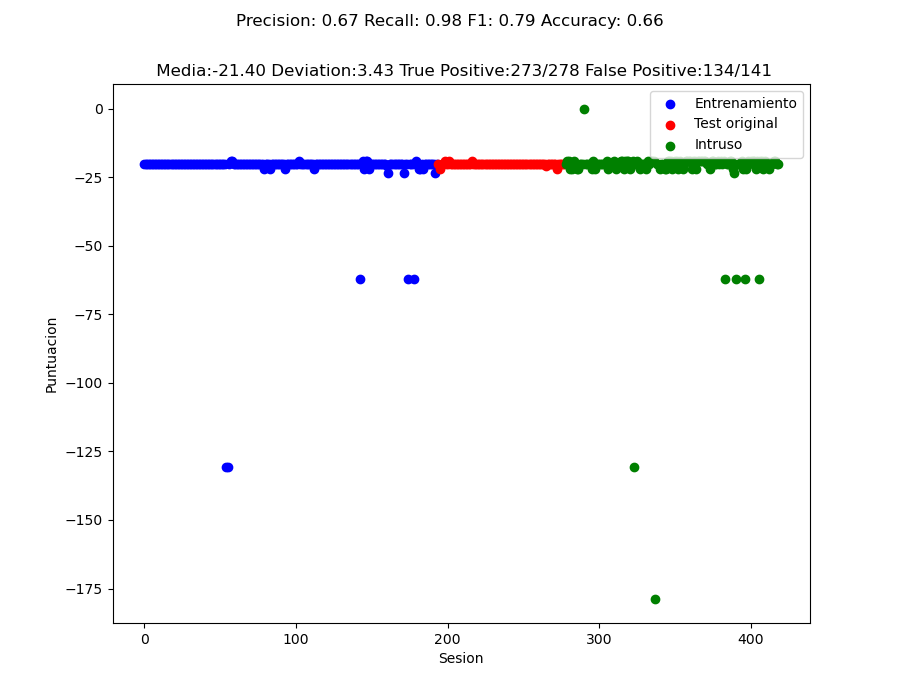 Precision: 0.67 Recall: 0.98 F1: 0.79 Accuracy: 0.66
Media:-21.40 Deviation:3.43 True Positive:273/278 False Positive:134/141
Entrenamiento
Test original
Intruso
0
−25
−50
−75
−100
−125
−150
−175
Puntuacion
0
100
200
300
400
Sesion